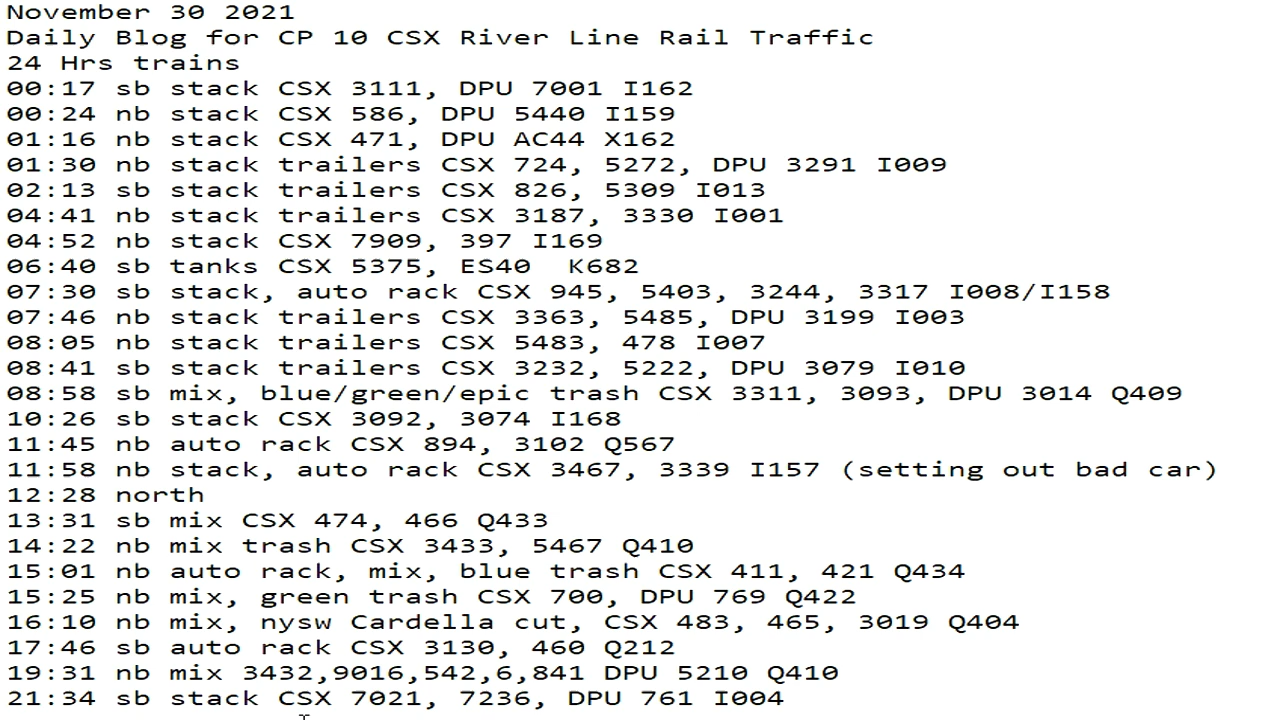 November 30 2021
Daily Blog for CP 10 CSX River Line Rail Traffic
24 Hrs trains
00:17 sb stack CSX 3111, DPU 7001 I162
00:24 nb stack CSX 586, DPU 5440 I159
01:16 nb stack CSX 471, DPU AC44 X162
01:30 nb stack trailers CSX 724, 5272, DPU 3291 I009
02:13 sb stack trailers CSX 826, 5309 I013
04:41 nb stack trailers CSX 3187, 3330 I001
04:52 nb stack CSX 7909, 397 I169
06:40 sb tanks CSX 5375, ES40  K682
07:30 sb stack, auto rack CSX 945, 5403, 3244, 3317 I008/I158
07:46 nb stack trailers CSX 3363, 5485, DPU 3199 I003
08:05 nb stack trailers CSX 5483, 478 I007
08:41 sb stack trailers CSX 3232, 5222, DPU 3079 I010
08:58 sb mix, blue/green/epic trash CSX 3311, 3093, DPU 3014 Q409
10:26 sb stack CSX 3092, 3074 I168
11:45 nb auto rack CSX 894, 3102 Q567
11:58 nb stack, auto rack CSX 3467, 3339 I157 (setting out bad car)
12:28 north
13:31 sb mix CSX 474, 466 Q433
14:22 nb mix trash CSX 3433, 5467 Q410
15:01 nb auto rack, mix, blue trash CSX 411, 421 Q434
15:25 nb mix, green trash CSX 700, DPU 769 Q422
16:10 nb mix, nysw Cardella cut, CSX 483, 465, 3019 Q404
17:46 sb auto rack CSX 3130, 460 Q212
19:31 nb mix 3432,9016,542,6,841 DPU 5210 Q410
21:34 sb stack CSX 7021, 7236, DPU 761 I004